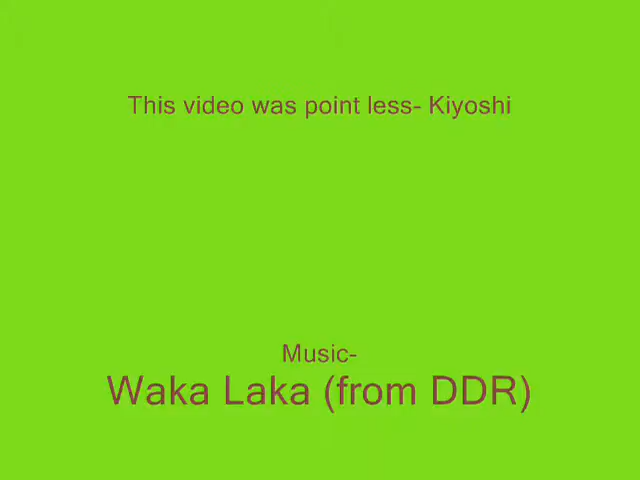 This video was point less- Kiyoshi
Music-
Waka Laka (from DDR)